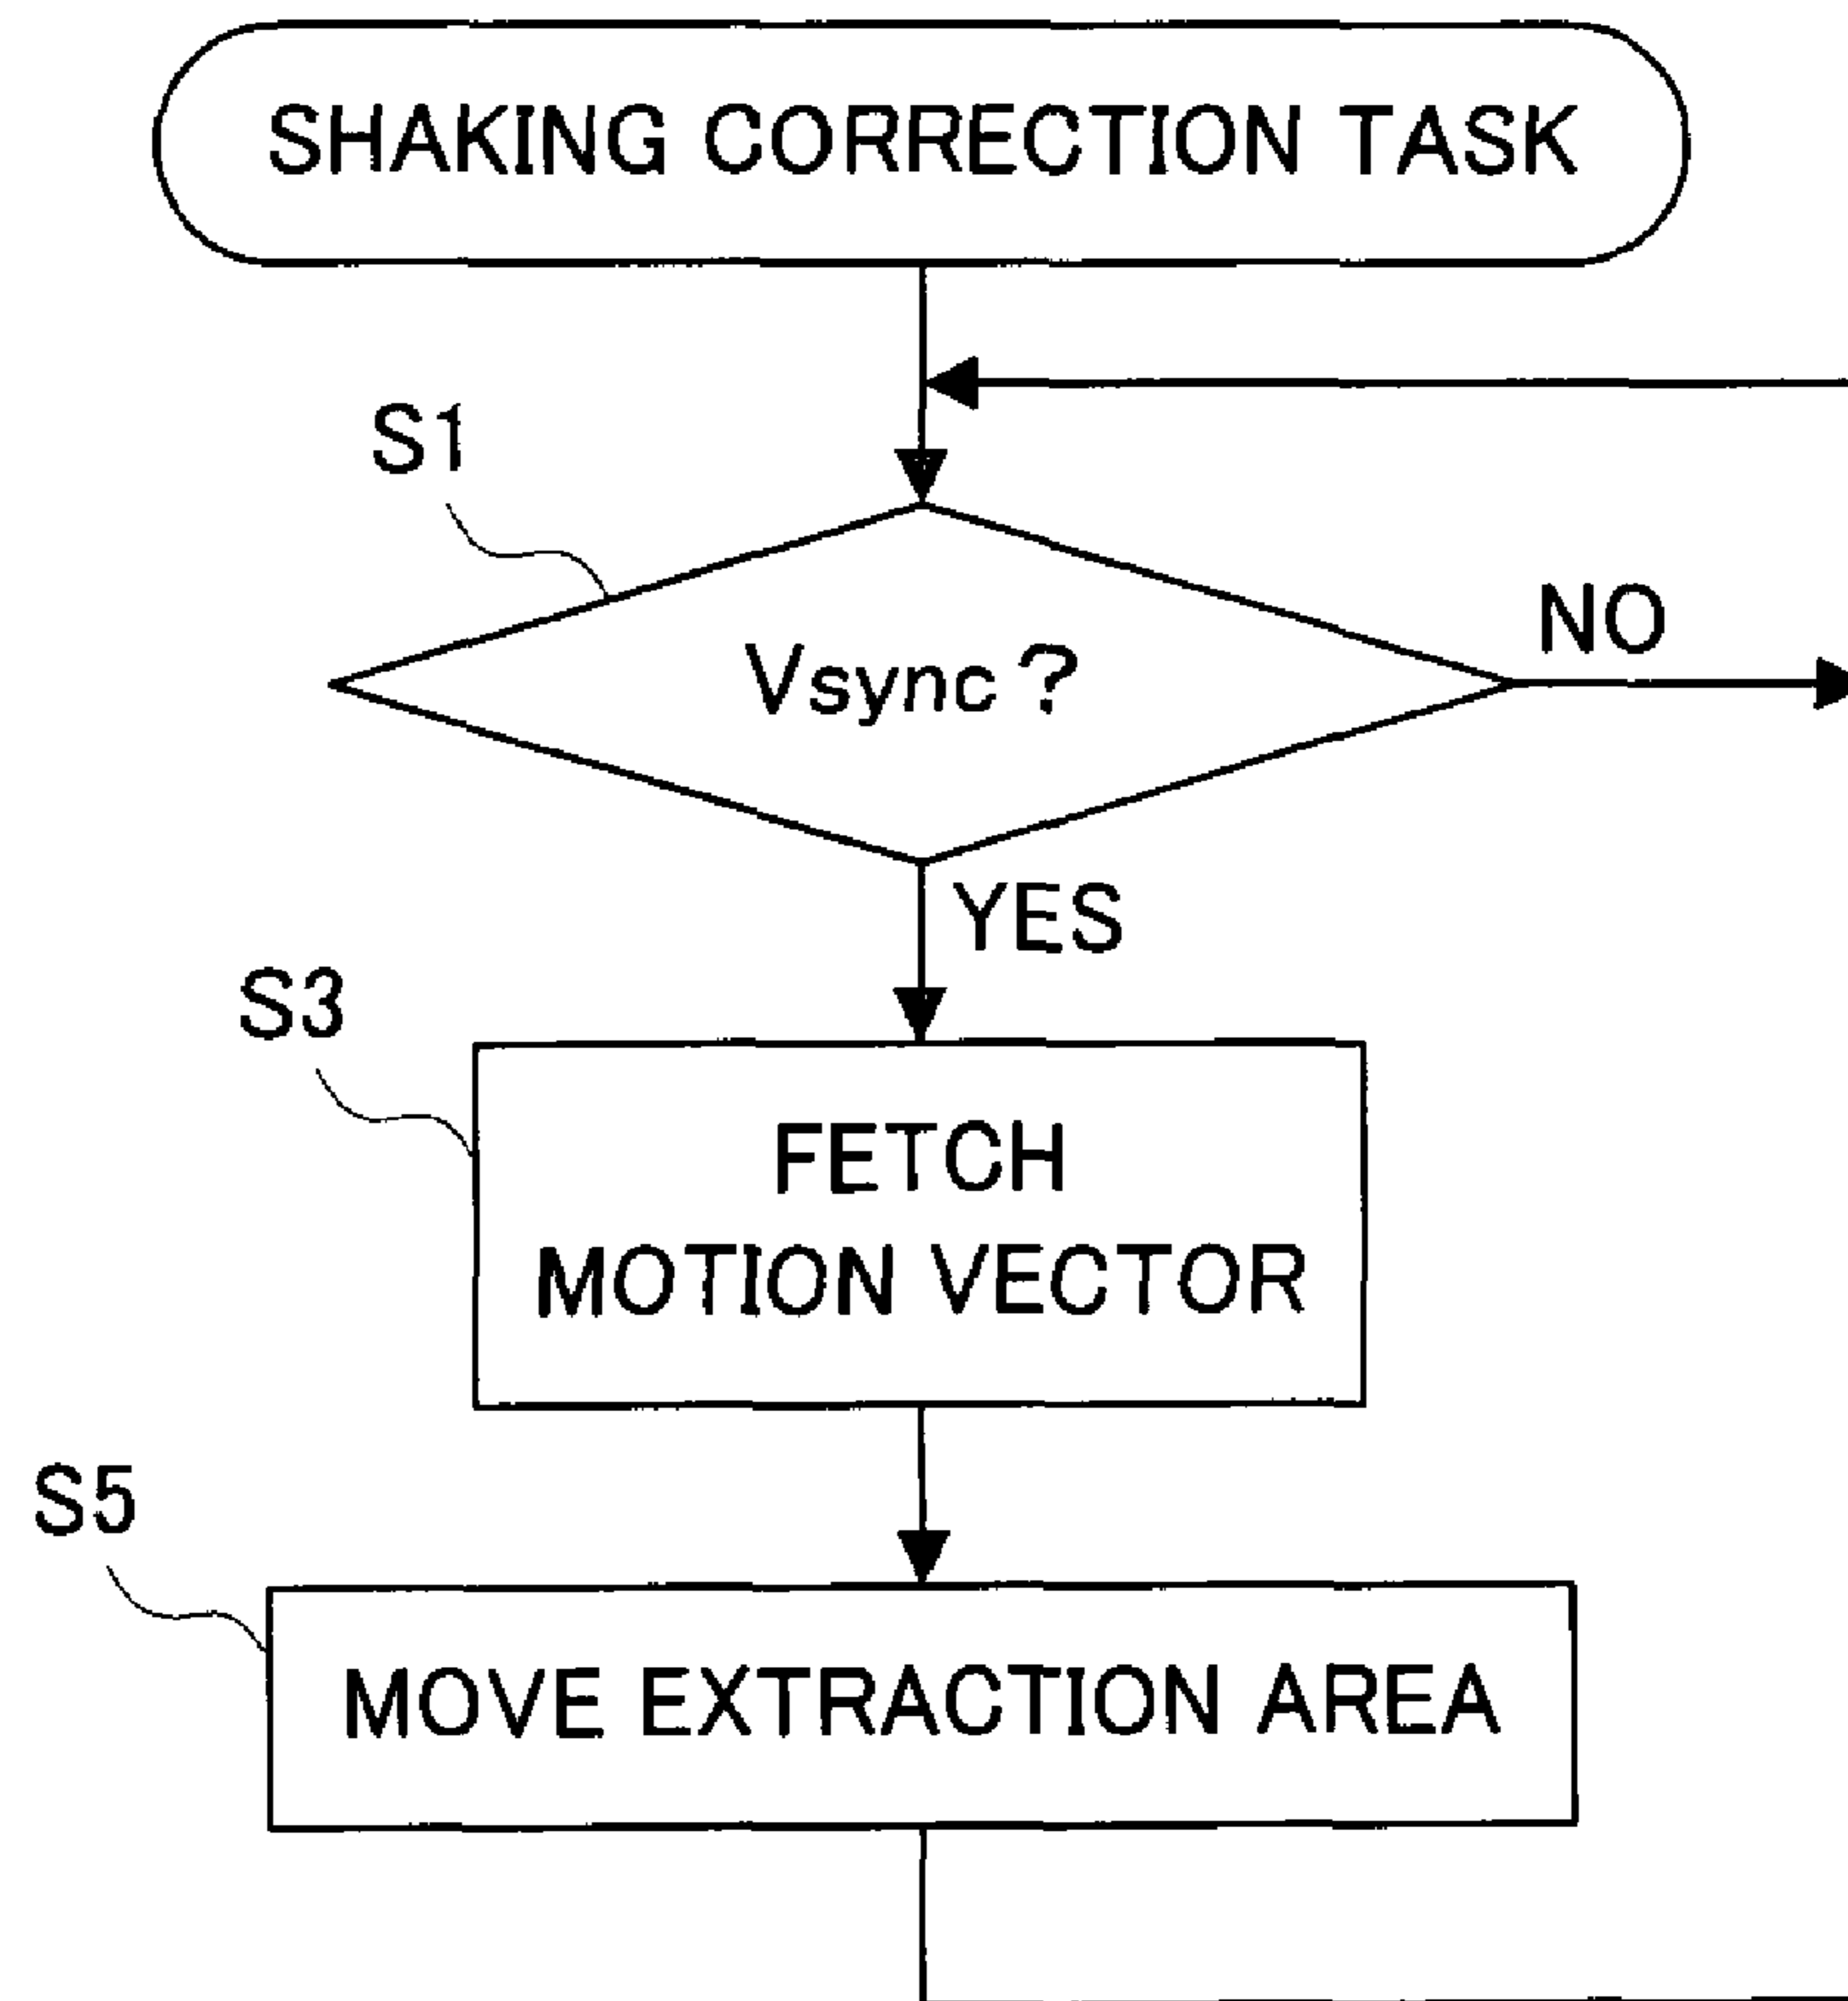 SHAKING CORRECTION TASK
S1
NO
Vsync?
YES
S3
FETCH
MOTION VECTOR
S5
MOVE EXTRACTION AREA